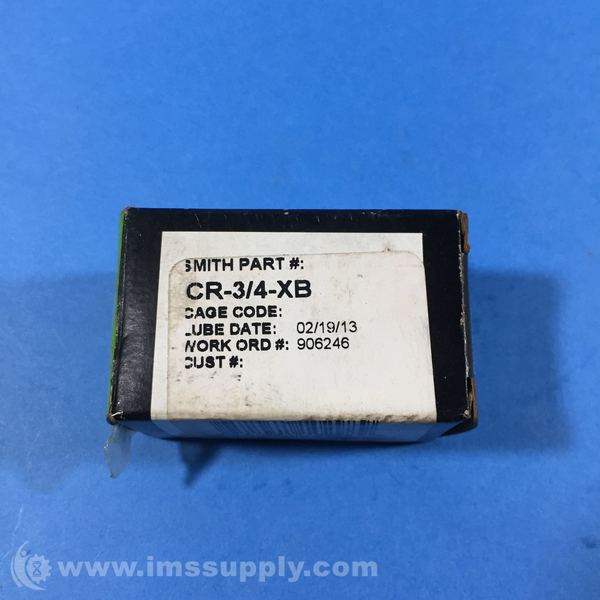 SMITH PART #:
CR-3/4-XB
CAGE CODE:
LUBE DATE: 02/19/13
WORK ORD #: 906246
CUST #:
www.imssupply.com